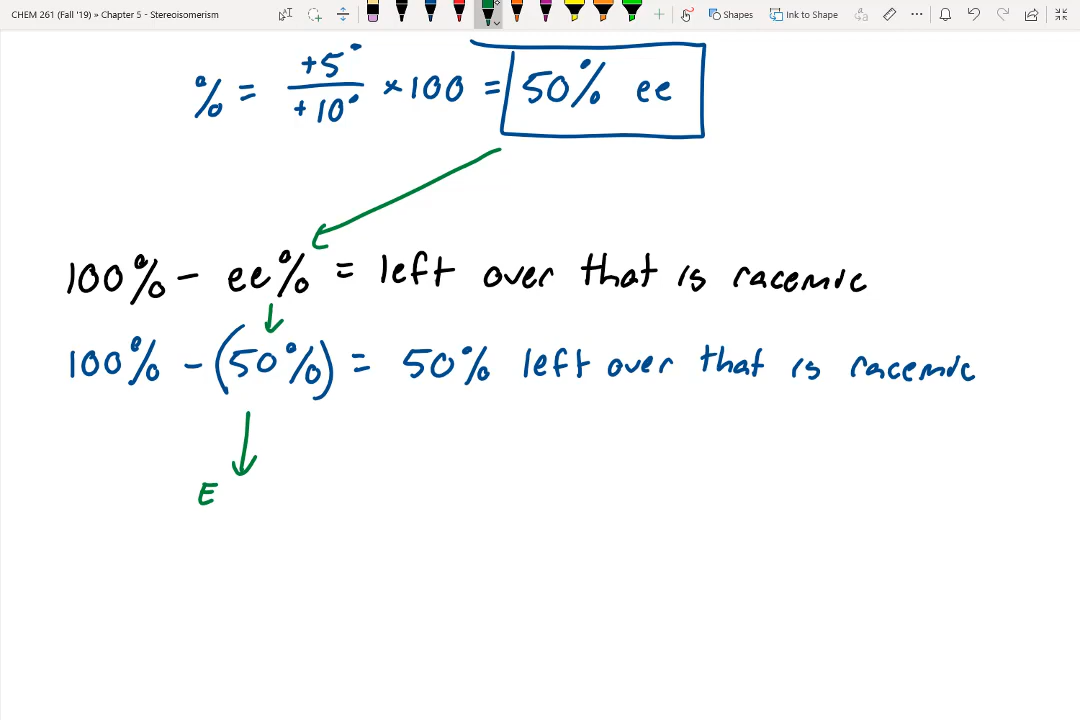 CHEM 261 (Fall '19) » Chapter 5 - Stereoisomerism
Shapes
Ink to Shape
% = +5° / +10° × 100 = 50% ee
100% - ee% = left over that is racemic
100% - (50%) = 50% left over that is racemic
E